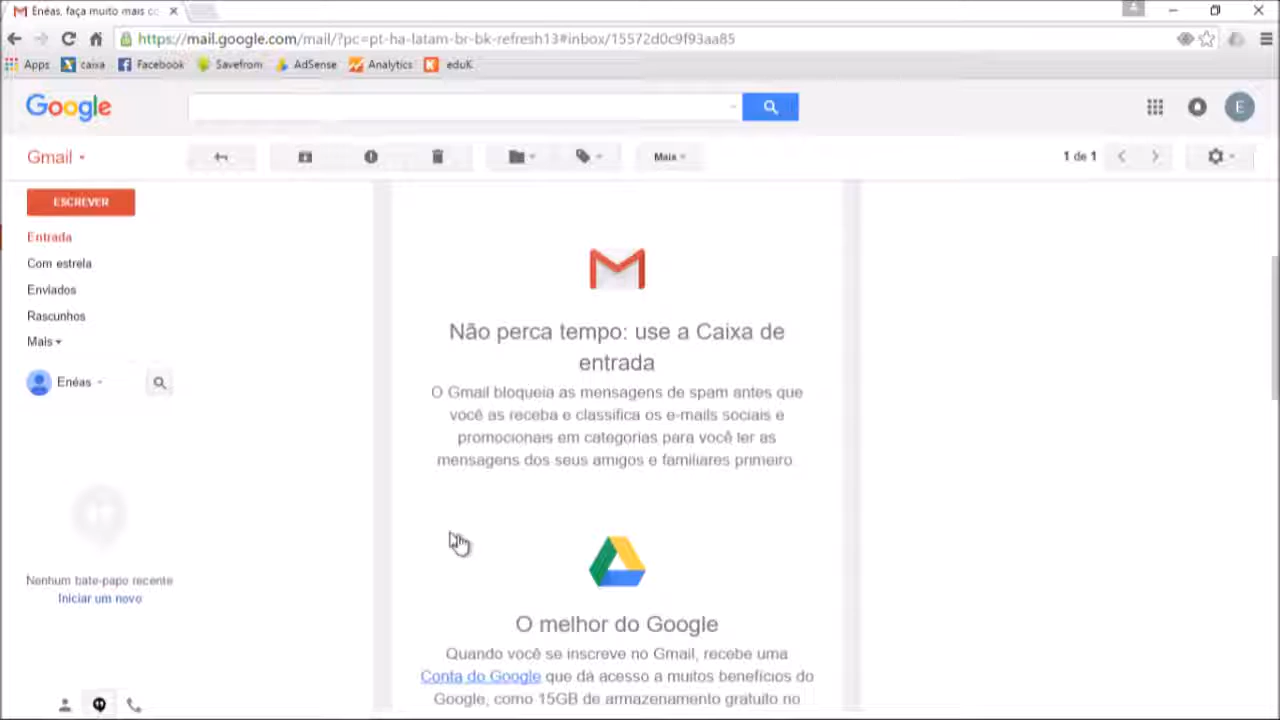 Enéas, faça muito mais co
https://mail.google.com/mail/?pc=pt-ha-latam-br-bk-refresh13#inbox/15572d0c9f93aa85
Apps caixa Facebook Savefrom AdSense Analytics eduK
Google
E
Gmail
Mais
1 de 1
ESCREVER
Entrada
Com estrela
Enviados
Rascunhos
Mais
Enéas
Nenhum bate-papo recente
Iniciar um novo
Não perca tempo: use a Caixa de
entrada
O Gmail bloqueia as mensagens de spam antes que
você as receba e classifica os e-mails sociais e
promocionais em categorias para você ler as
mensagens dos seus amigos e familiares primeiro.
O melhor do Google
Quando você se inscreve no Gmail, recebe uma
Conta do Google que dá acesso a muitos benefícios do
Google, como 15GB de armazenamento gratuito no